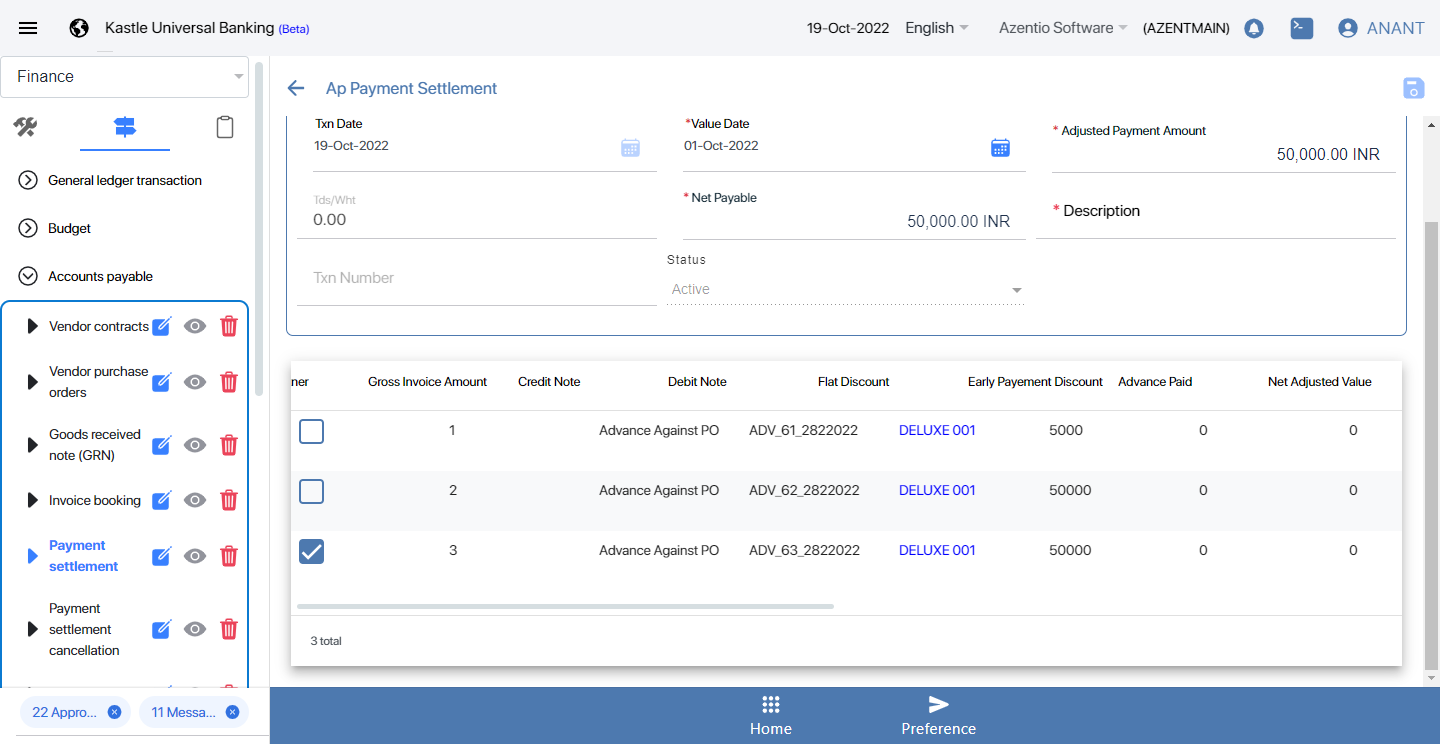 Kastle Universal Banking (Beta)
19-Oct-2022 English Azentio Software (AZENTMAIN) ANANT
Finance
General ledger transaction
Budget
Accounts payable
Vendor contracts
Vendor purchase
orders
Goods received
note (GRN)
Invoice booking
Payment
settlement
Payment
settlement
cancellation
22 Appro... 11 Messa...
Ap Payment Settlement
Txn Date
19-Oct-2022
*Value Date
01-Oct-2022
* Adjusted Payment Amount
50,000.00 INR
Tds/Wht
0.00
* Net Payable
50,000.00 INR
* Description
Txn Number
Status
Active
ner Gross Invoice Amount Credit Note Debit Note Flat Discount Early Payement Discount Advance Paid Net Adjusted Value
1 Advance Against PO ADV_61_2822022 DELUXE 001 5000 0 0
2 Advance Against PO ADV_62_2822022 DELUXE 001 50000 0 0
3 Advance Against PO ADV_63_2822022 DELUXE 001 50000 0 0
3 total
Home Preference